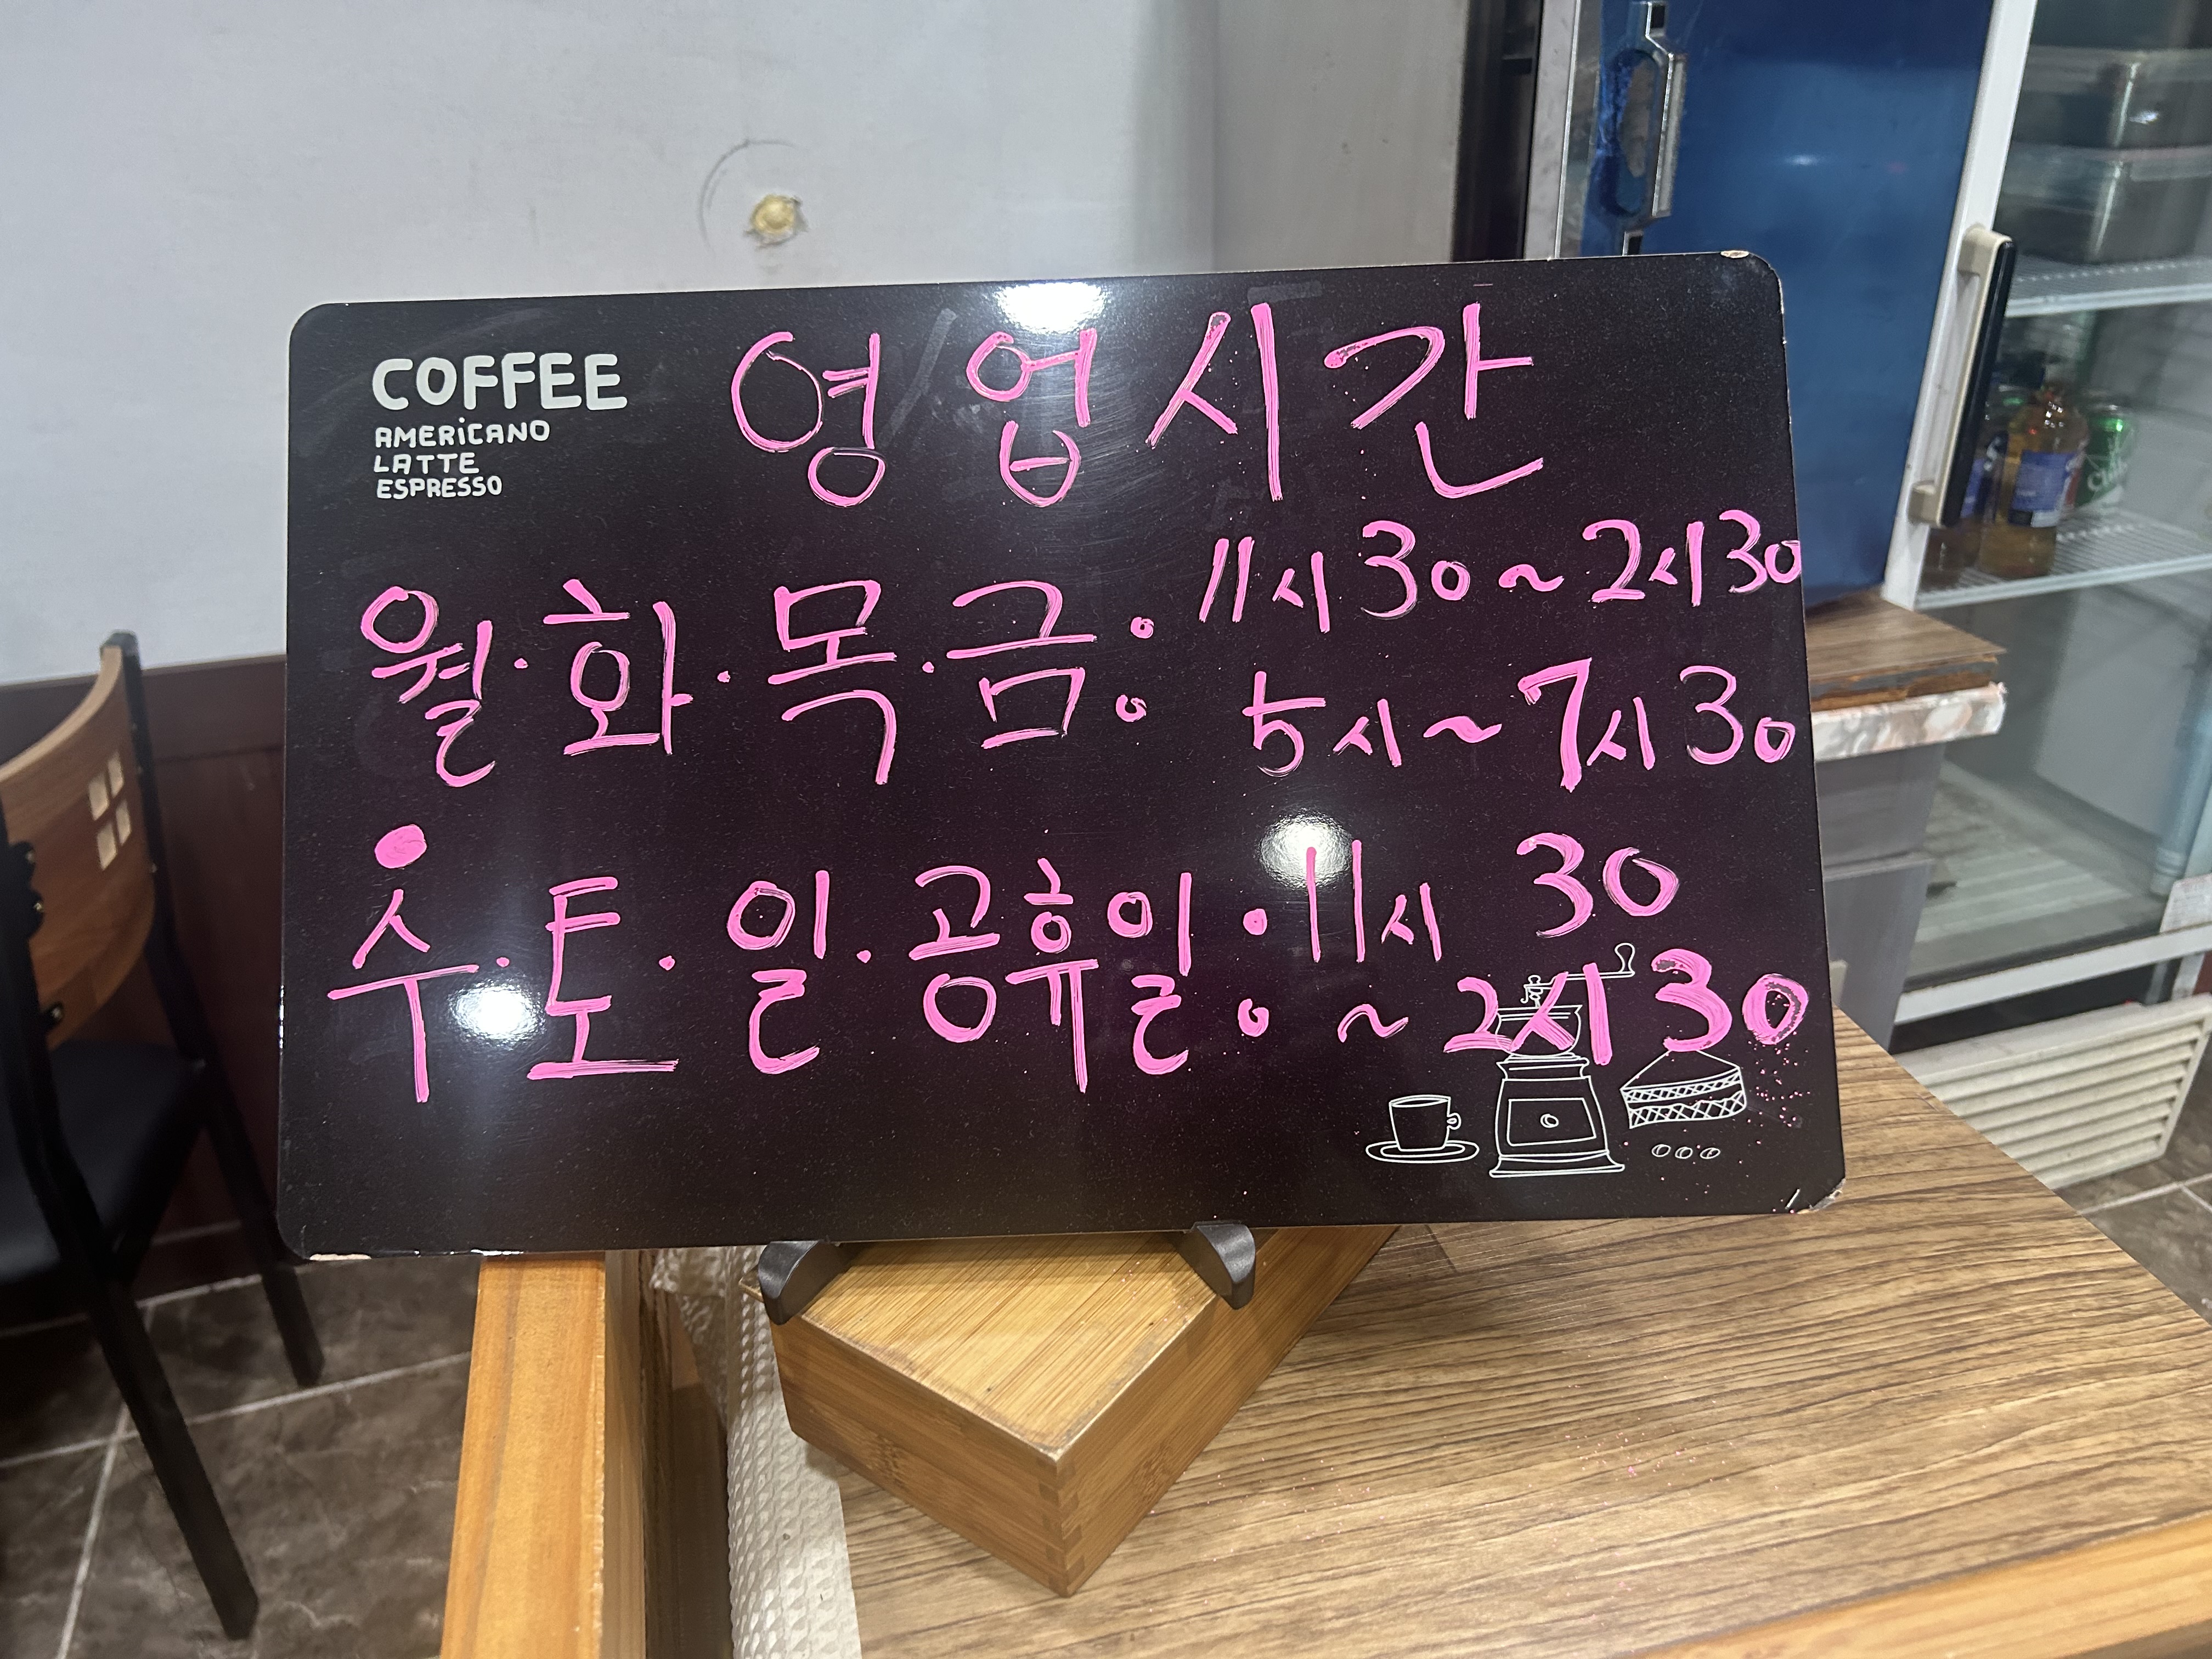 COFFEE
AMERICANO
LATTE
ESPRESSO
영업시간
월·화·목·금: 11시30~2시30
5시~7시30
수·토·일·공휴일: 11시 30
~2시30